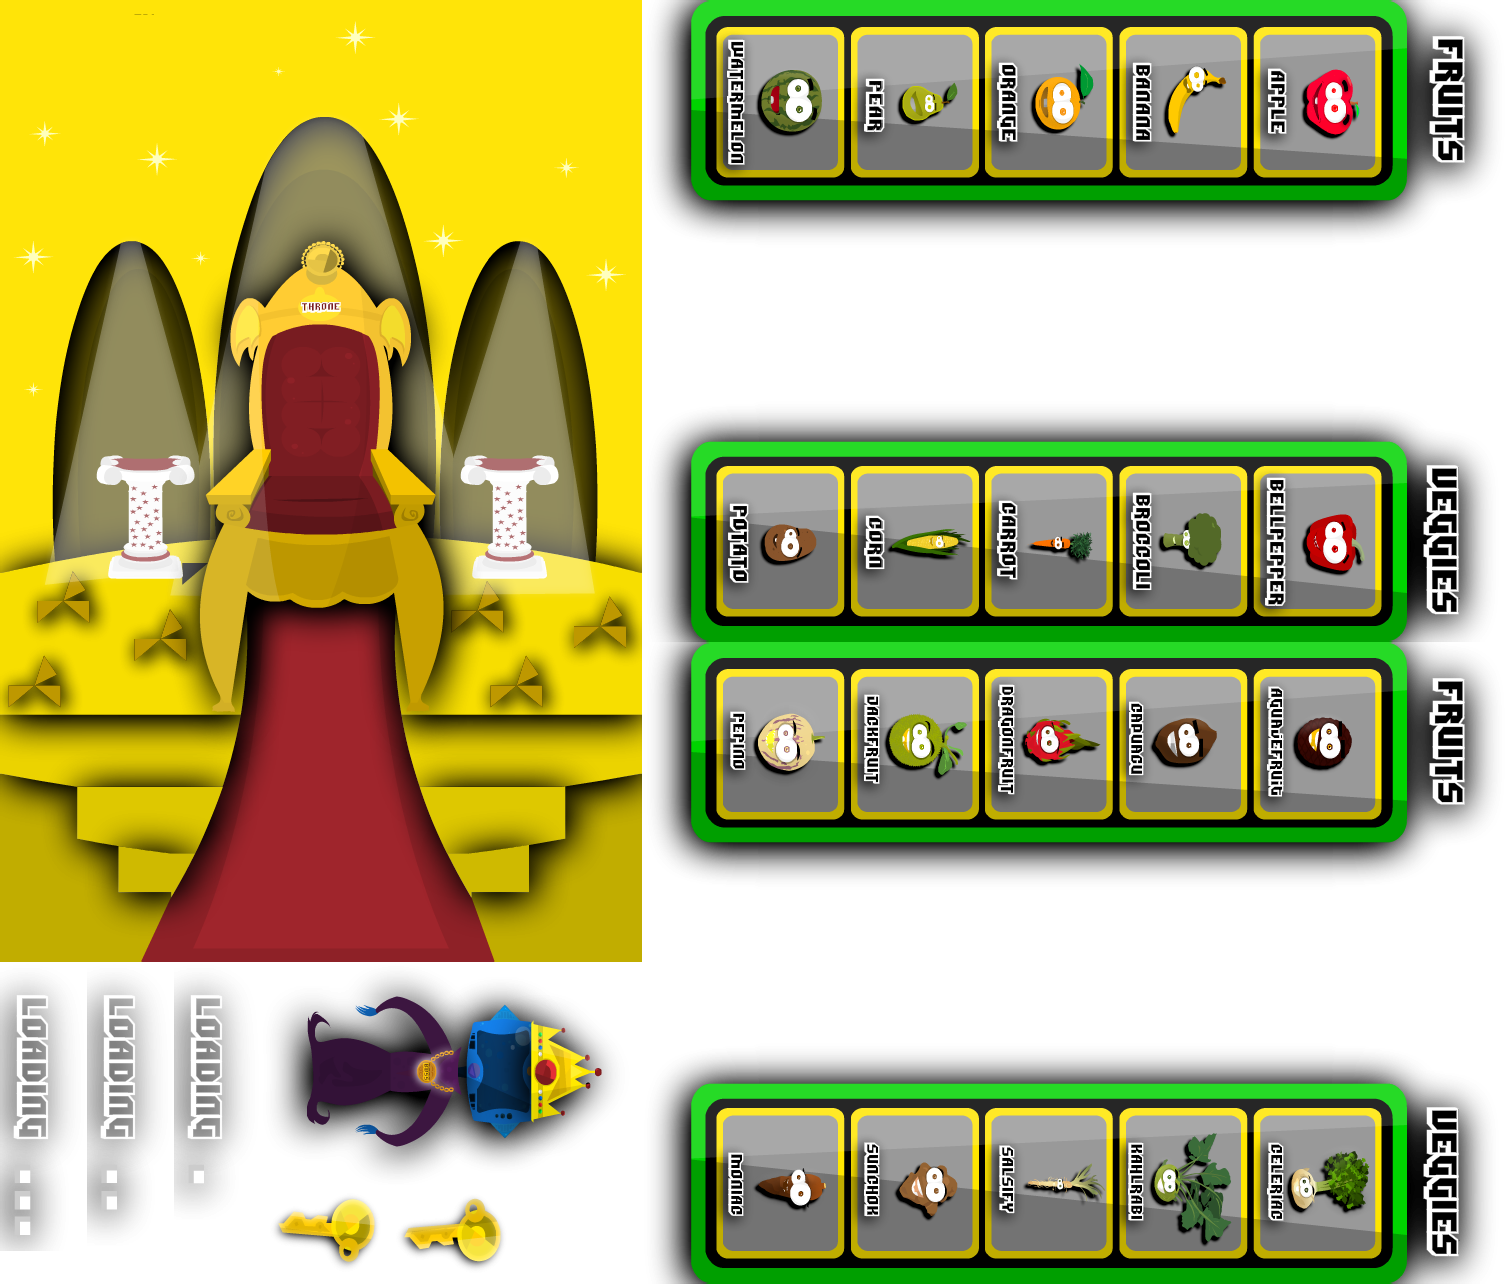 THRONE
FRUITS
APPLE
BANANA
ORANGE
PEAR
WATERMELON
VEGGIES
BELLPEPPER
BROCCOLI
CARROT
CORN
POTATO
FRUITS
AQUAJEFRUIT
CAPUACU
DRAGONFRUIT
JACKFRUIT
PEPINO
VEGGIES
CELERIAC
KAHLRABI
SALSIFY
SUNCHOK
LOADING .
LOADING ..
LOADING ...